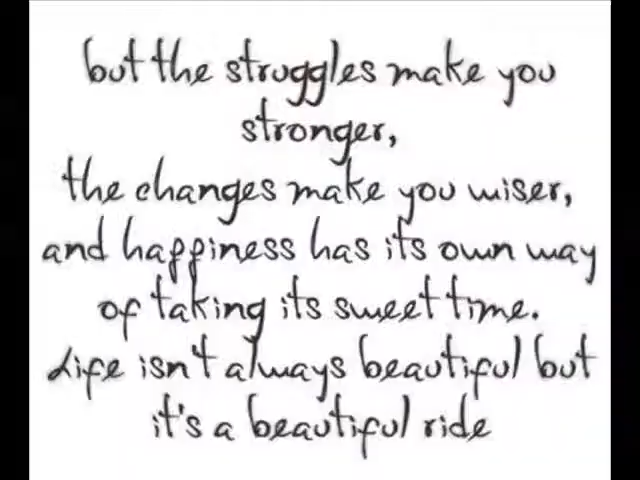 but the struggles make you
stronger,
the changes make you wiser,
and happiness has its own way
of taking its sweet time.
Life isn't always beautiful but
it's a beautiful ride